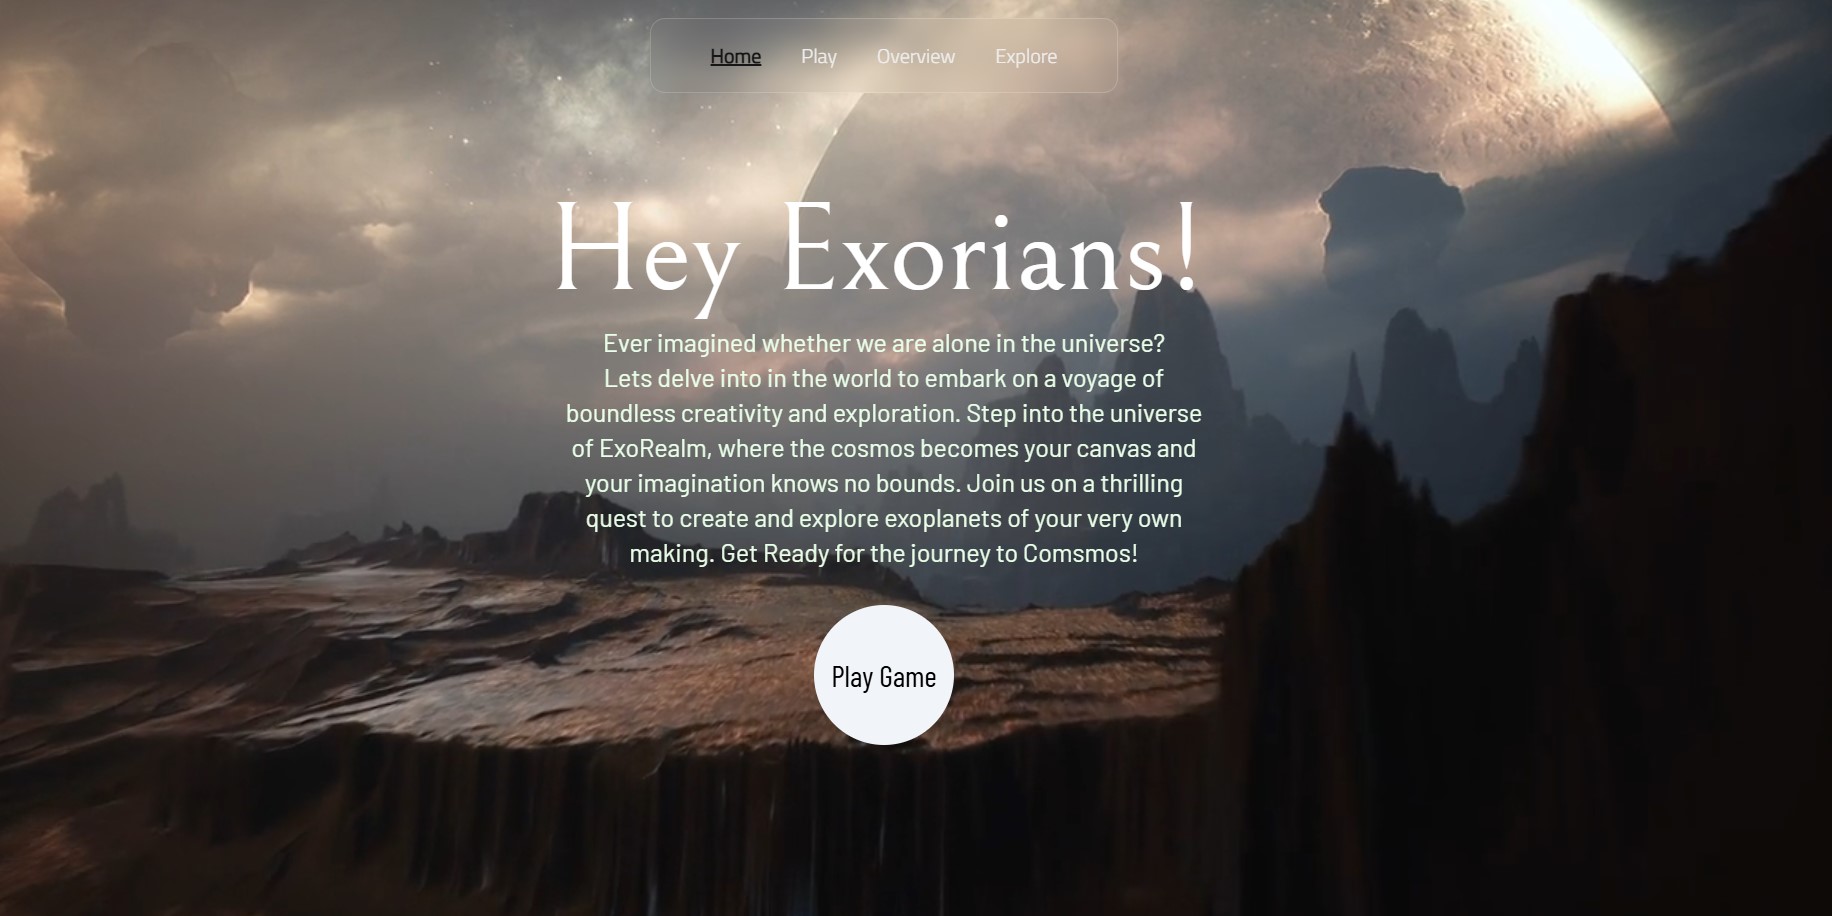 Home Play Overview Explore
Hey Exorians!
Ever imagined whether we are alone in the universe?
Lets delve into in the world to embark on a voyage of
boundless creativity and exploration. Step into the universe
of ExoRealm, where the cosmos becomes your canvas and
your imagination knows no bounds. Join us on a thrilling
quest to create and explore exoplanets of your very own
making. Get Ready for the journey to Comsmos!
Play Game